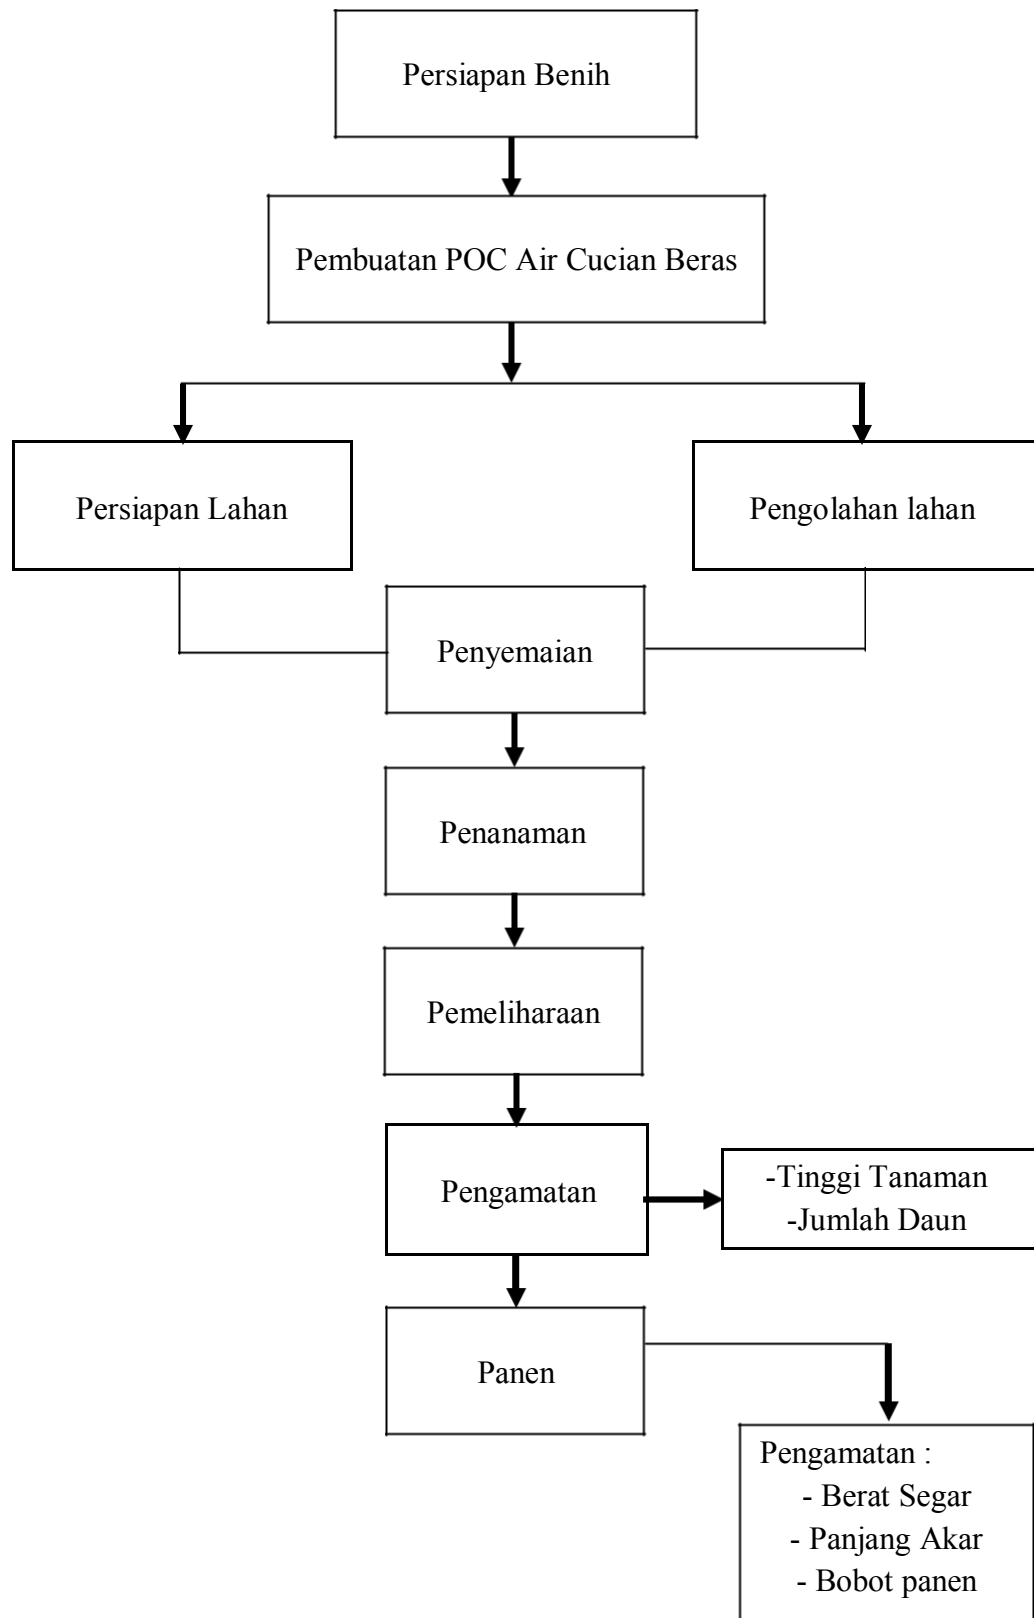 Persiapan Benih
Pembuatan POC Air Cucian Beras
Persiapan Lahan
Pengolahan lahan
Penyemaian
Penanaman
Pemeliharaan
Pengamatan
-Tinggi Tanaman
-Jumlah Daun
Panen
Pengamatan :
- Berat Segar
- Panjang Akar
- Bobot panen